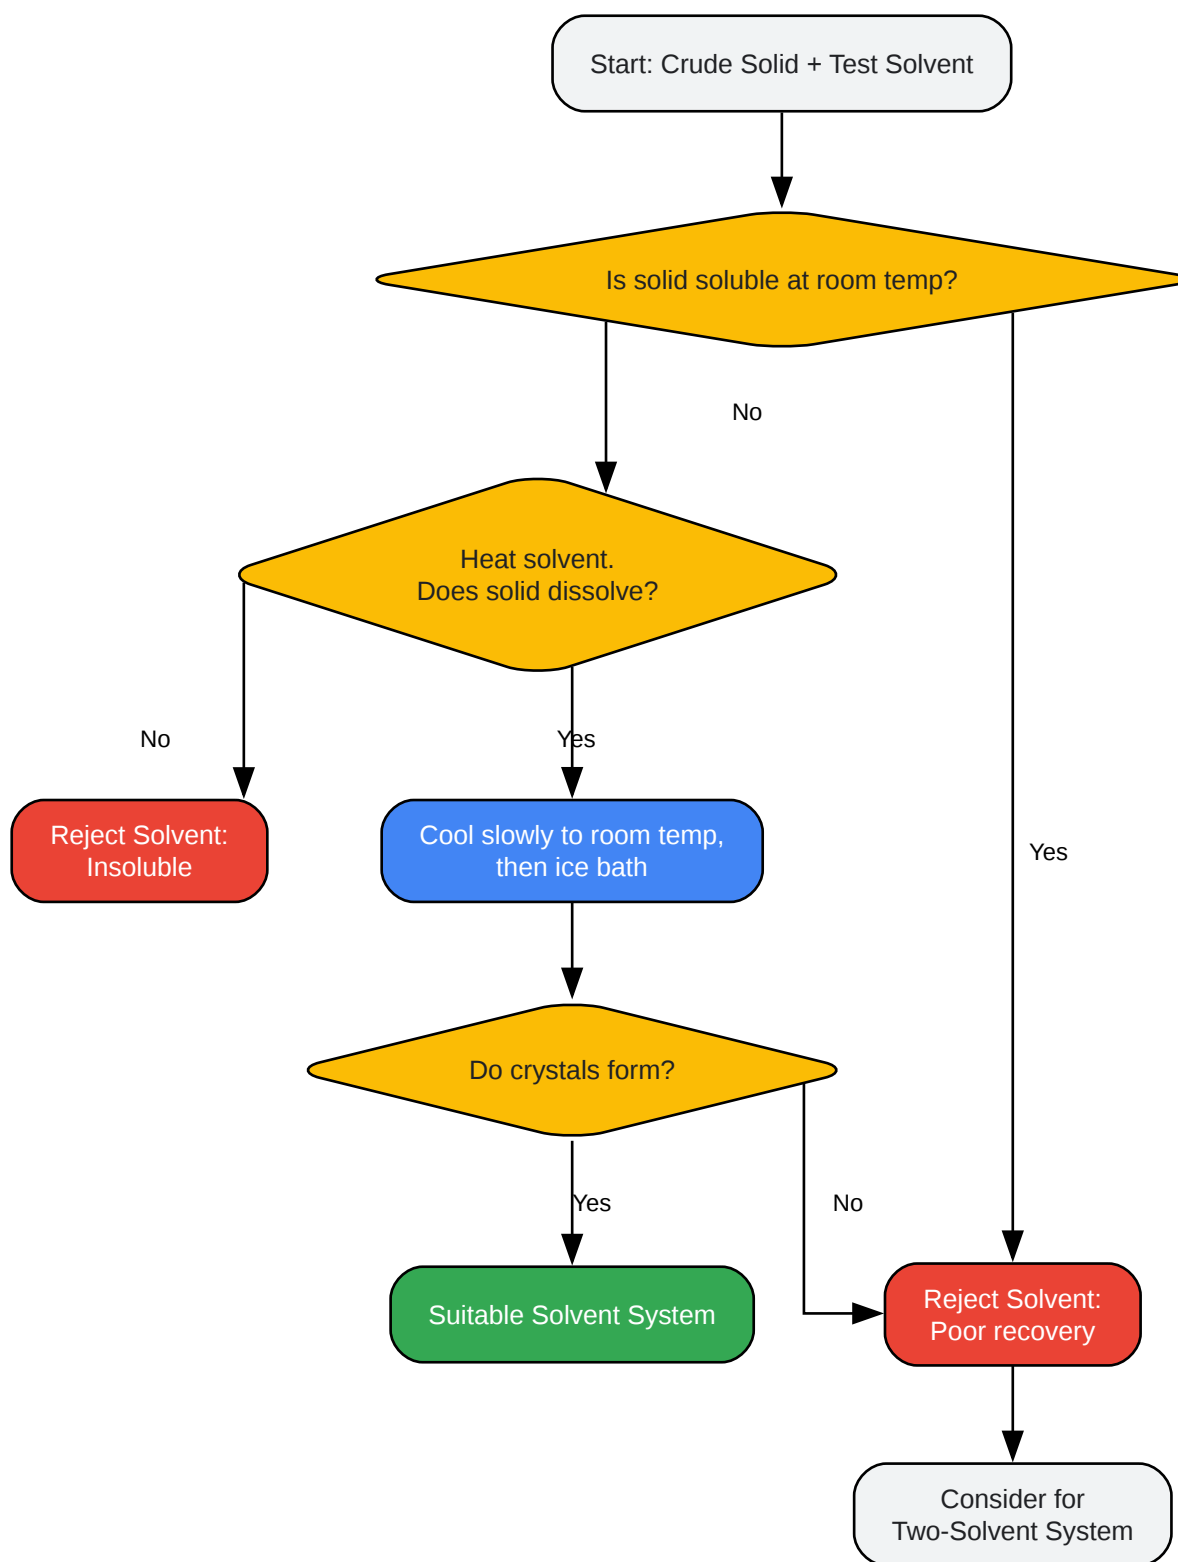 Start: Crude Solid + Test Solvent
Is solid soluble at room temp?
No
Heat solvent.
Does solid dissolve?
No
Yes
Reject Solvent:
Insoluble
Cool slowly to room temp,
then ice bath
Yes
Do crystals form?
Yes
No
Suitable Solvent System
Reject Solvent:
Poor recovery
Consider for
Two-Solvent System